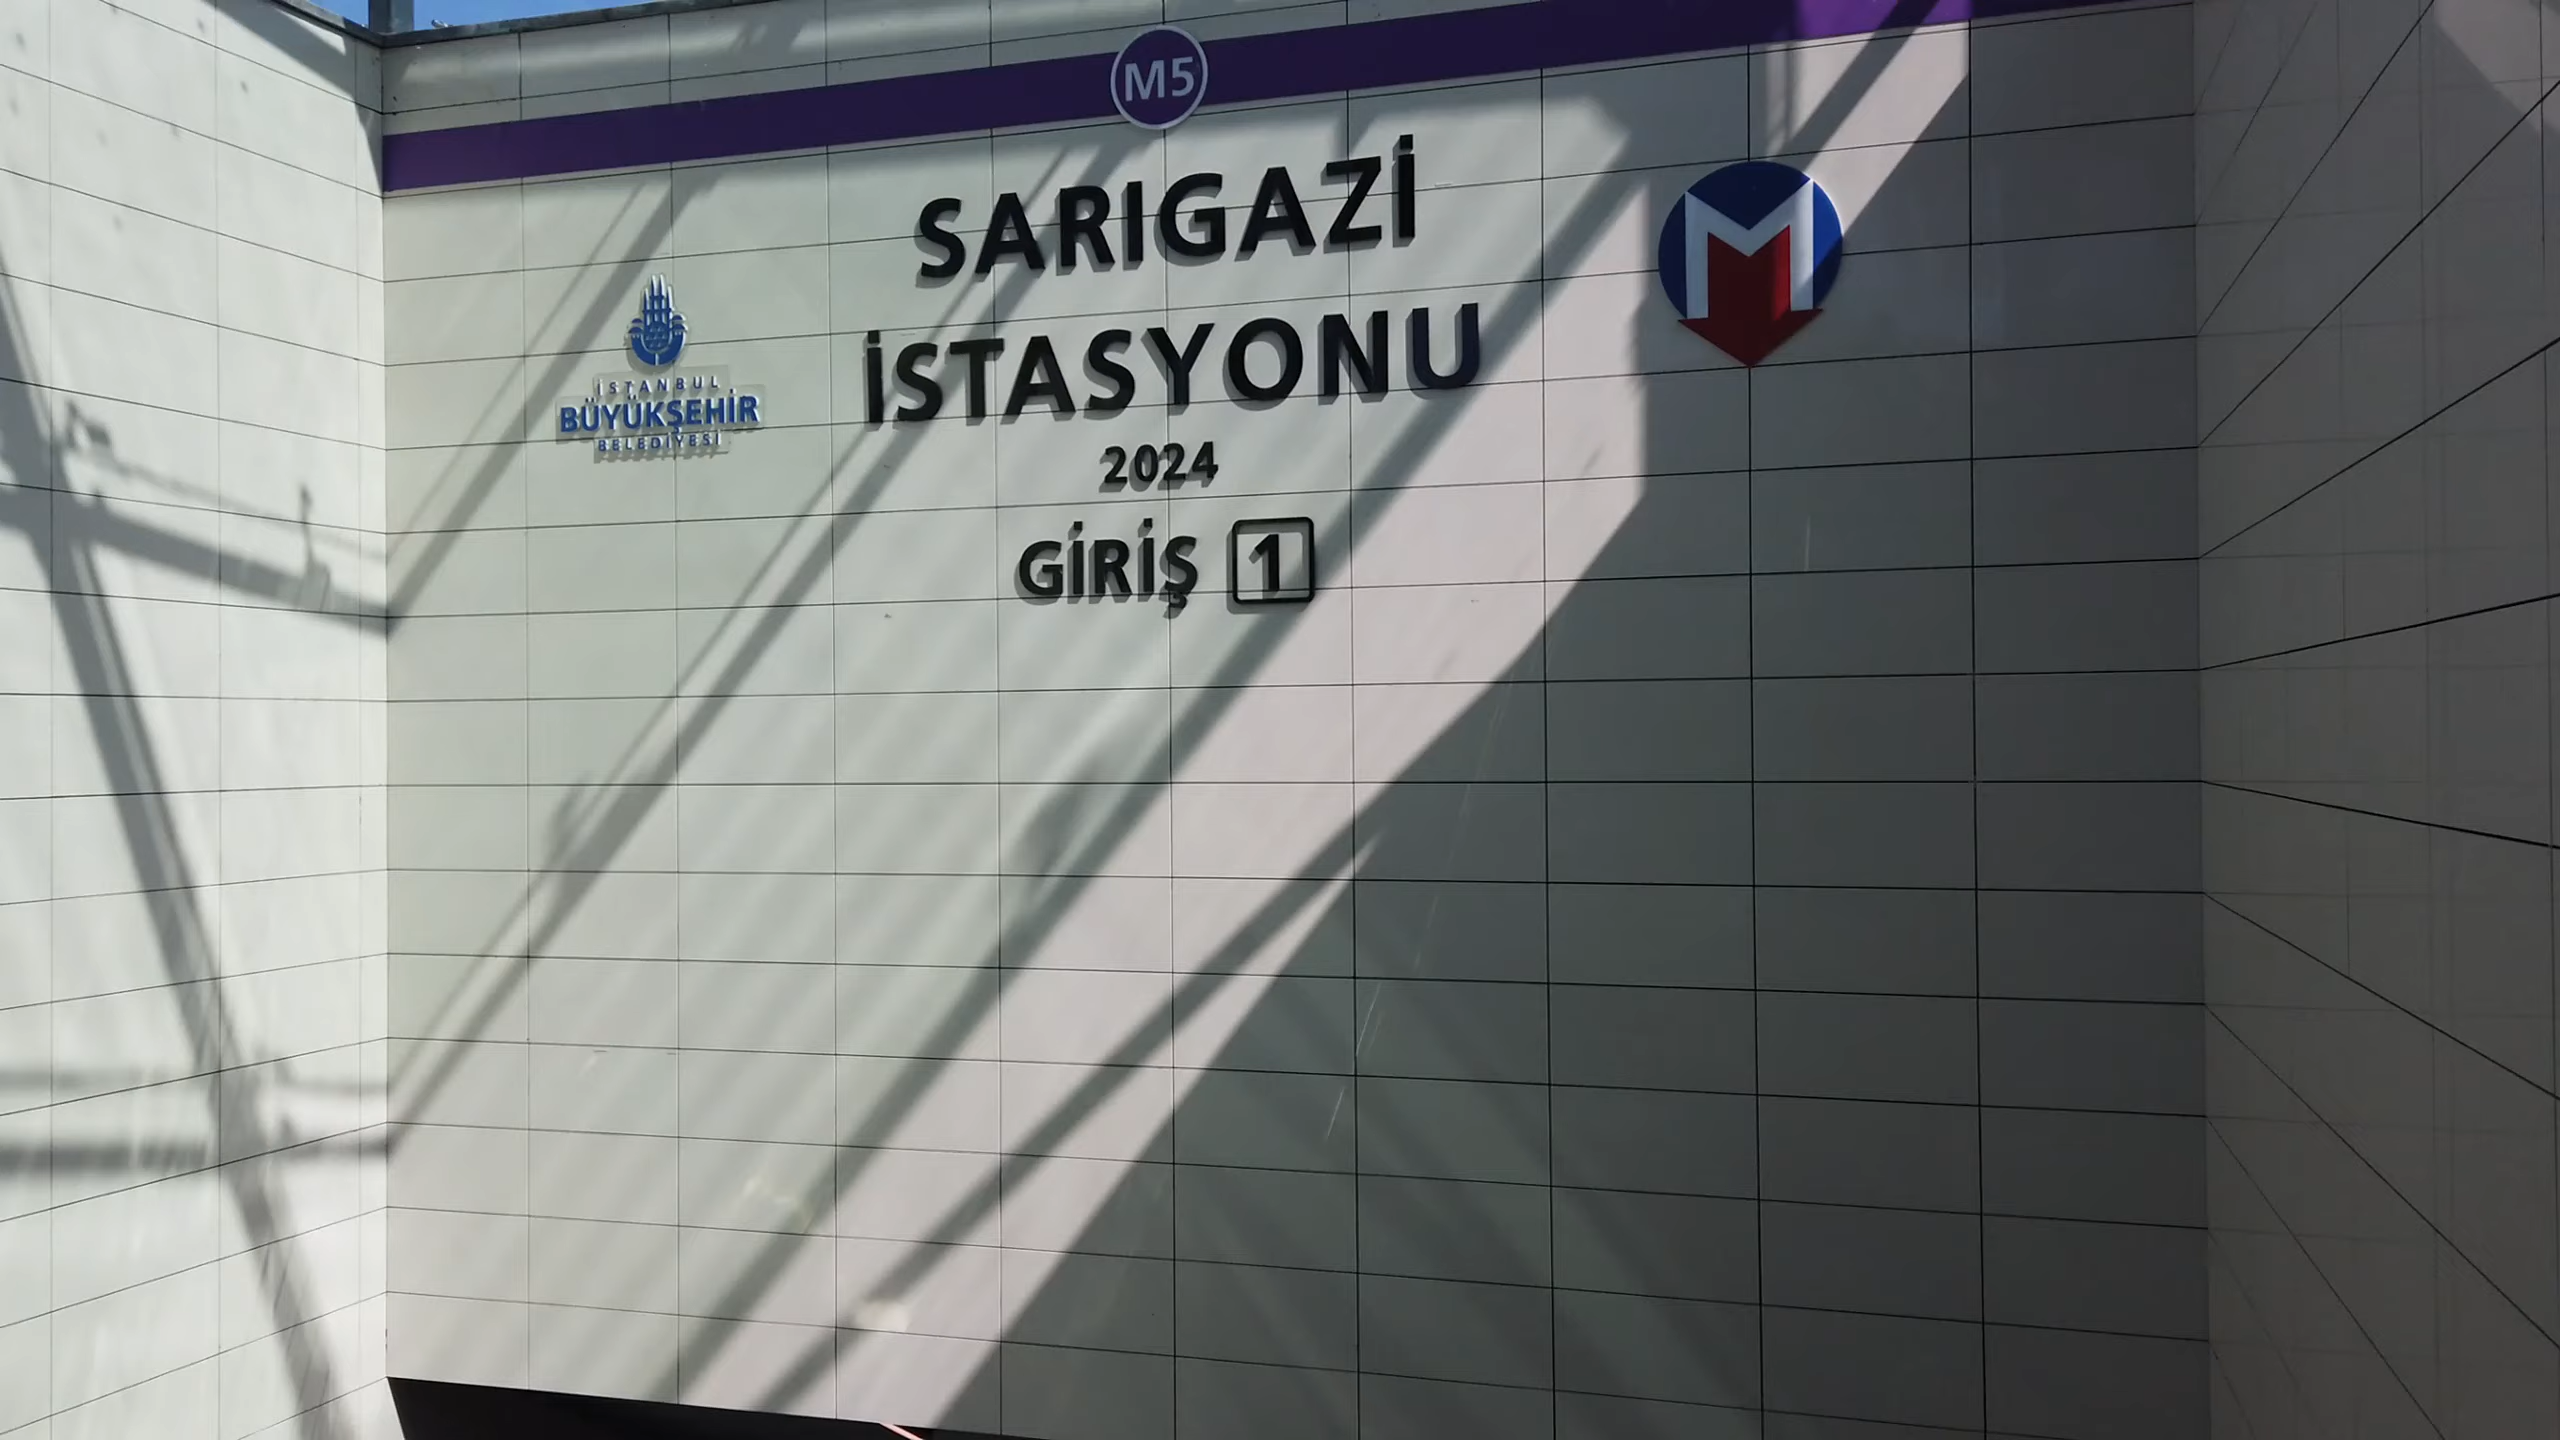 M5
SARIGAZİ
İSTASYONU
2024
GİRİŞ 1
İSTANBUL
BÜYÜKŞEHİR
BELEDİYESİ
M